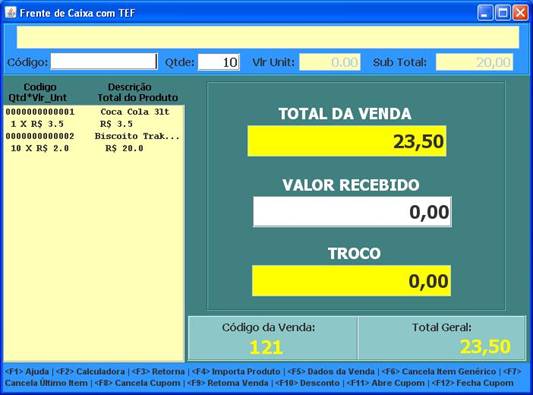 Frente de Caixa com TEF
Código: Qtde: 10 Vlr Unit: 0.00 Sub Total: 20,00
Codigo Descrição
Qtd*Vlr_Unt Total do Produto
0000000000001 Coca Cola 3lt
1 X R$ 3.5 R$ 3.5
0000000000002 Biscoito Trak...
10 X R$ 2.0 R$ 20.0
TOTAL DA VENDA
23,50
VALOR RECEBIDO
0,00
TROCO
0,00
Código da Venda: Total Geral:
121 23,50
<F1> Ajuda | <F2> Calculadora | <F3> Retorna | <F4> Importa Produto | <F5> Dados da Venda | <F6> Cancela Item Genérico | <F7>
Cancela Último Item | <F8> Cancela Cupom | <F9> Retoma Venda | <F10> Desconto | <F11> Abre Cupom | <F12> Fecha Cupom